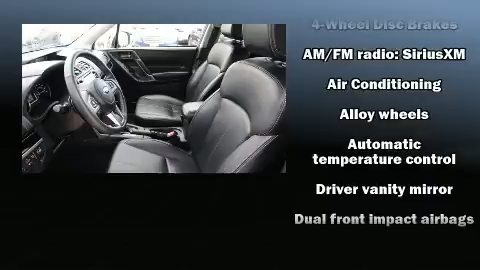 4-Wheel Disc Brakes
AM/FM radio: SiriusXM
Air Conditioning
Alloy wheels
Automatic
temperature control
Driver vanity mirror
Dual front impact airbags